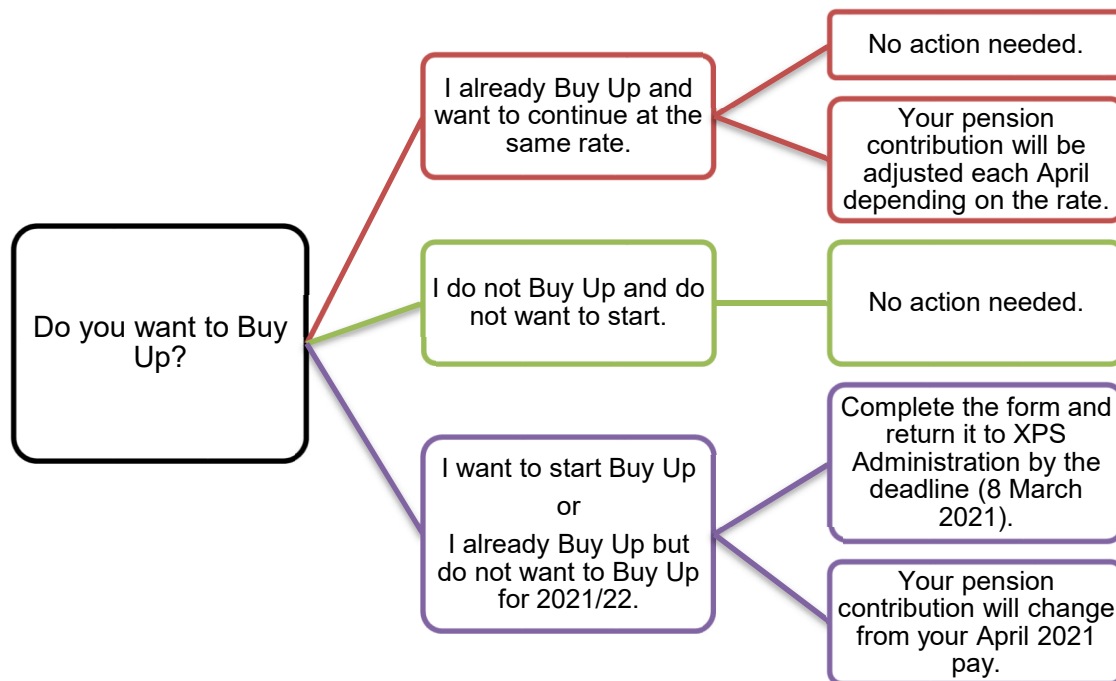 Do you want to Buy
Up?
I already Buy Up and
want to continue at the
same rate.
No action needed.
Your pension
contribution will be
adjusted each April
depending on the rate.
I do not Buy Up and do
not want to start.
No action needed.
I want to start Buy Up
or
I already Buy Up but
do not want to Buy Up
for 2021/22.
Complete the form and
return it to XPS
Administration by the
deadline (8 March
2021).
Your pension
contribution will change
from your April 2021
pay.